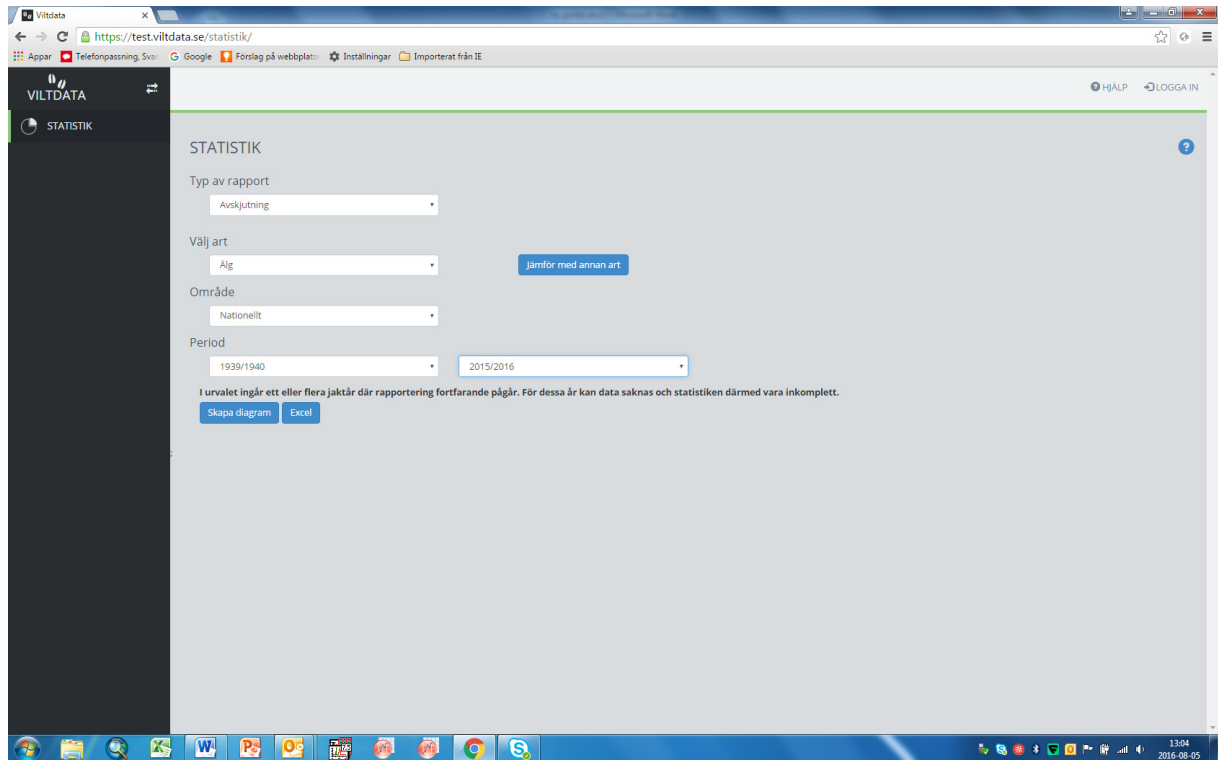 Viltdata
https://test.viltdata.se/statistik/
Appar Telefonpassning, Svar Google Förslag på webbplats Inställningar Importerat från IE
VILTDATA
HJÄLP LOGGA IN
STATISTIK
STATISTIK
Typ av rapport
Avskjutning
Välj art
Älg Jämför med annan art
Område
Nationellt
Period
1939/1940 2015/2016
I urvalet ingår ett eller flera jaktår där rapportering fortfarande pågår. För dessa år kan data saknas och statistiken därmed vara inkomplett.
Skapa diagram Excel
13:04
2016-08-05